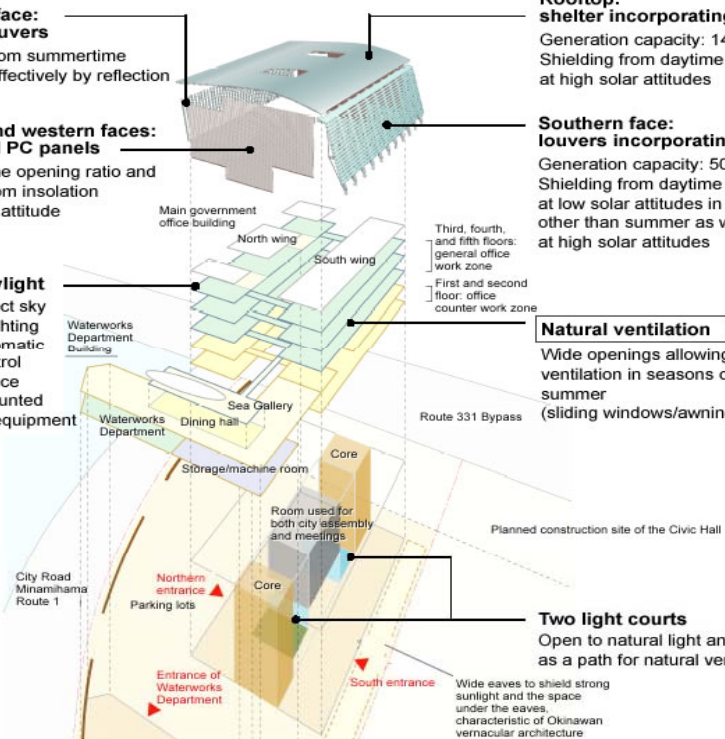 face:
uvers
om summertime
ffectively by reflection
nd western faces:
PC panels
ne opening ratio and
om insolation
attitude
Rooftop:
shelter incorporating
Generation capacity: 14
Shielding from daytime
at high solar attitudes
Southern face:
louvers incorporatin
Generation capacity: 50
Shielding from daytime
at low solar attitudes in
other than summer as w
at high solar attitudes
Main government
office building
North wing
South wing
Third, fourth,
and fifth floors:
general office
work zone
First and second
floor: office
counter work zone
ylight
ct sky
hting
omatic
trol
ce
unted
equipment
Waterworks
Department
Building
Natural ventilation
Wide openings allowing
ventilation in seasons o
summer
(sliding windows/awnin
Sea Gallery
Waterworks
Department
Dining hall
Route 331 Bypass
Storage/machine room
Core
Room used for
both city assembly
and meetings
Planned construction site of the Civic Hall
City Road
Minamihama
Route 1
Northern
entrance
Parking lots
Core
Two light courts
Open to natural light an
as a path for natural ve
Entrance of
Waterworks
Department
South entrance
Wide eaves to shield strong
sunlight and the space
under the eaves,
characteristic of Okinawan
vernacular architecture